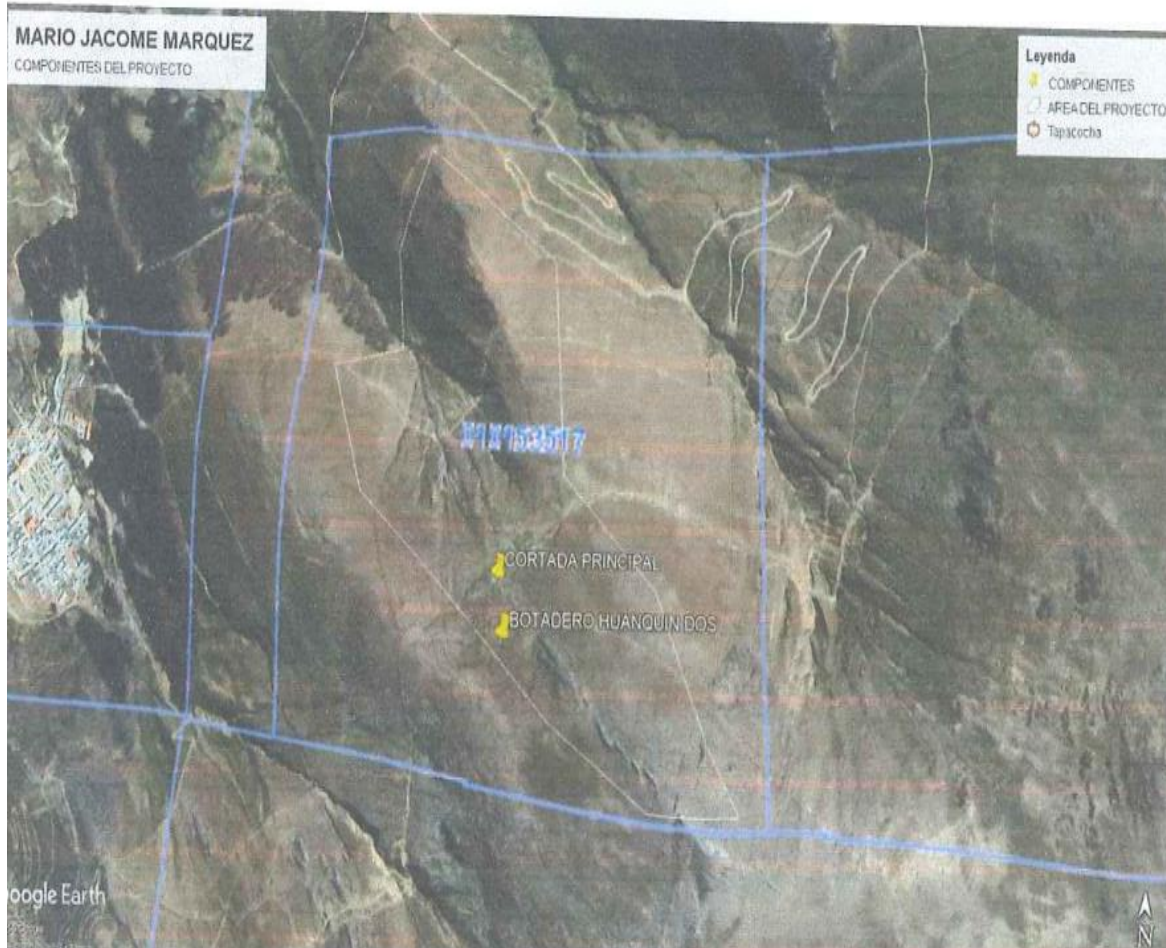 MARIO JACOME MARQUEZ
COMPONENTES DEL PROYECTO
Leyenda
COMPONENTES
AREA DEL PROYECTO
Tapacocha
CORTADA PRINCIPAL
BOTADERO HUANQUIN DOS
oogle Earth
N